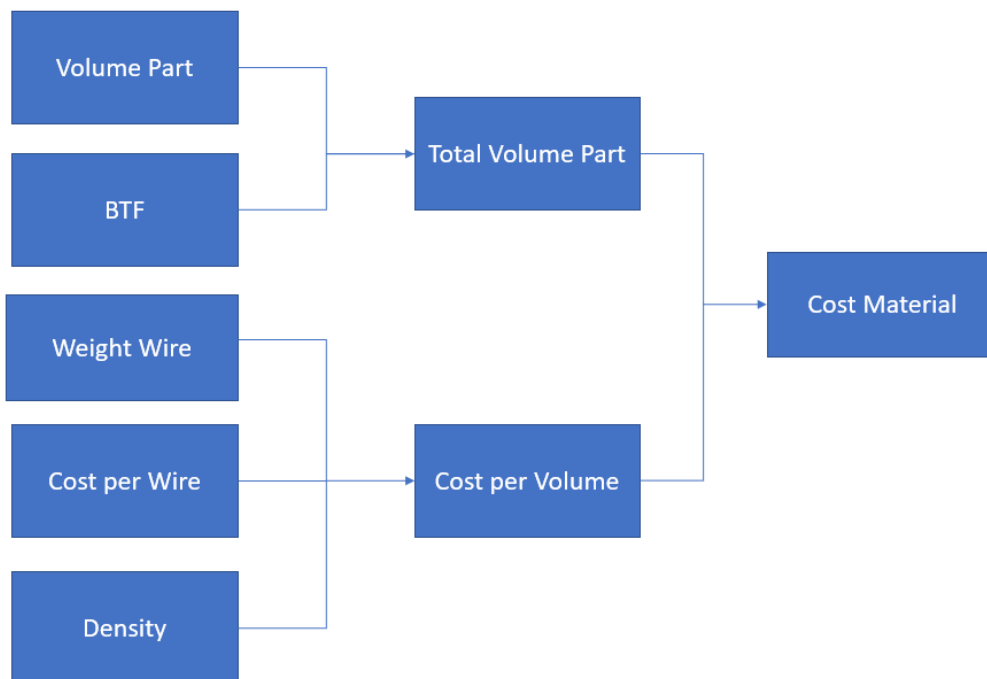 Volume Part
BTF
Weight Wire
Cost per Wire
Density
Total Volume Part
Cost per Volume
Cost Material